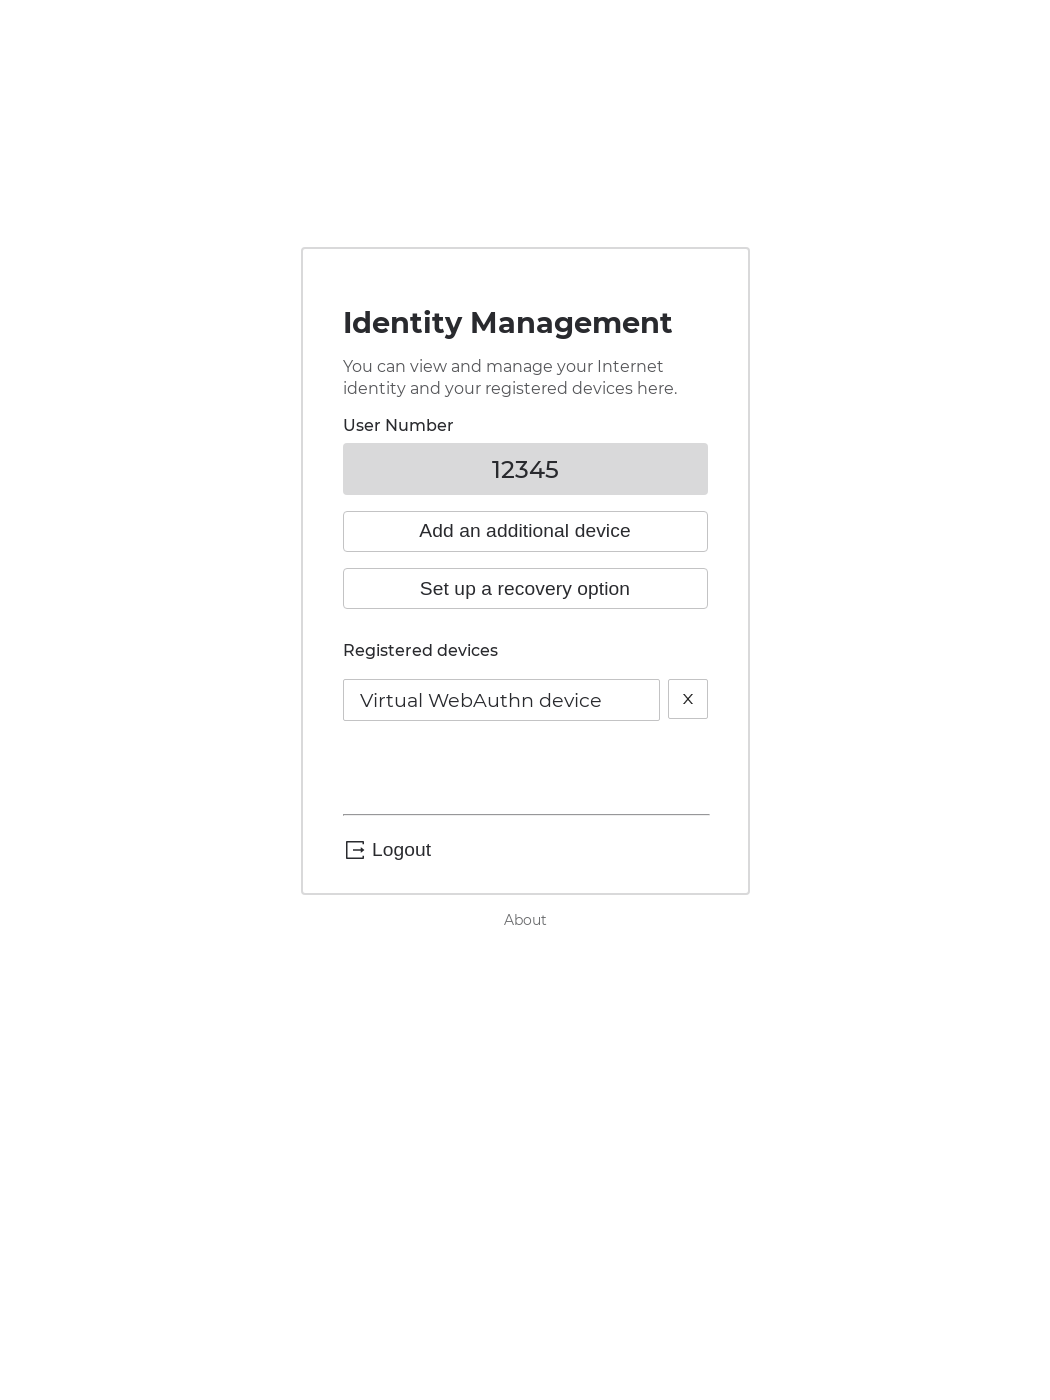 Identity Management
You can view and manage your Internet
identity and your registered devices here.
User Number
12345
Add an additional device
Set up a recovery option
Registered devices
Virtual WebAuthn device
X
Logout
About